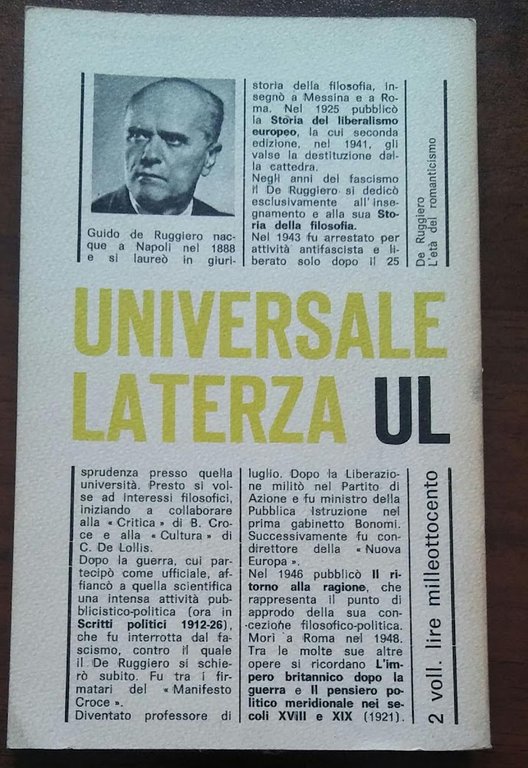 Guido de Ruggiero nac-
que a Napoli nel 1888
e si laureò in giuri-
storia della filosofia, in-
segnò a Messina e a Ro-
ma. Nel 1925 pubblicò
la Storia del liberalismo
europeo, la cui seconda
edizione, nel 1941, gli
valse la destituzione dal-
la cattedra.
Negli anni del fascismo
il De Ruggiero si dedicò
esclusivamente all'inse-
gnamento e alla sua Sto-
ria della filosofia.
Nel 1943 fu arrestato per
attività antifascista e li-
berato solo dopo il 25
De Ruggiero
L'età del romanticismo
UNIVERSALE
LATERZA UL
sprudenza presso quella
università. Presto si vol-
se ad interessi filosofici,
iniziando a collaborare
alla « Critica » di B. Cro-
ce e alla « Cultura » di
C. De Lollis.
Dopo la guerra, cui par-
tecipò come ufficiale, af-
fiancò a quella scientifica
una intensa attività pub-
blicistico-politica (ora in
Scritti politici 1912-26),
che fu interrotta dal fa-
scismo, contro il quale
il De Ruggiero si schie-
rò subito. Fu tra i fir-
matari del « Manifesto
Croce ».
Diventato professore di
luglio. Dopo la Liberazio-
ne militò nel Partito di
Azione e fu ministro della
Pubblica Istruzione nel
primo gabinetto Bonomi.
Successivamente fu con-
direttore della « Nuova
Europa ».
Nel 1946 pubblicò Il ri-
torno alla ragione, che
rappresenta il punto di
approdo della sua con-
cezione filosofico-politica.
Morì a Roma nel 1948.
Tra le molte sue altre
opere si ricordano L'im-
pero britannico dopo la
guerra e Il pensiero po-
litico meridionale nei se-
coli XVIII e XIX (1921).
2 voll. lire milleottocento